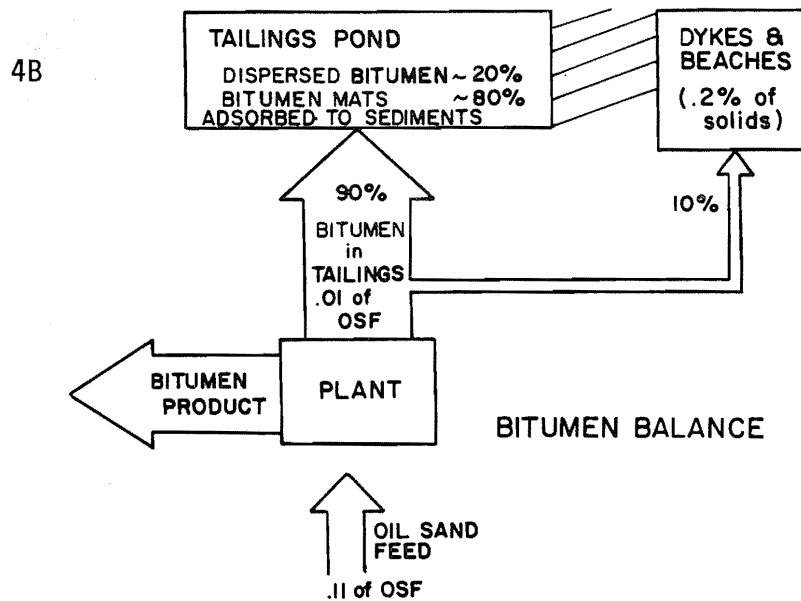 4B
TAILINGS POND
DISPERSED BITUMEN ~ 20%
BITUMEN MATS ~80%
ADSORBED TO SEDIMENTS
DYKES &
BEACHES
(.2% of
solids)
90%
BITUMEN
in
TAILINGS
.01 of
OSF
10%
BITUMEN
PRODUCT
PLANT
BITUMEN BALANCE
OIL SAND
FEED
.11 of OSF